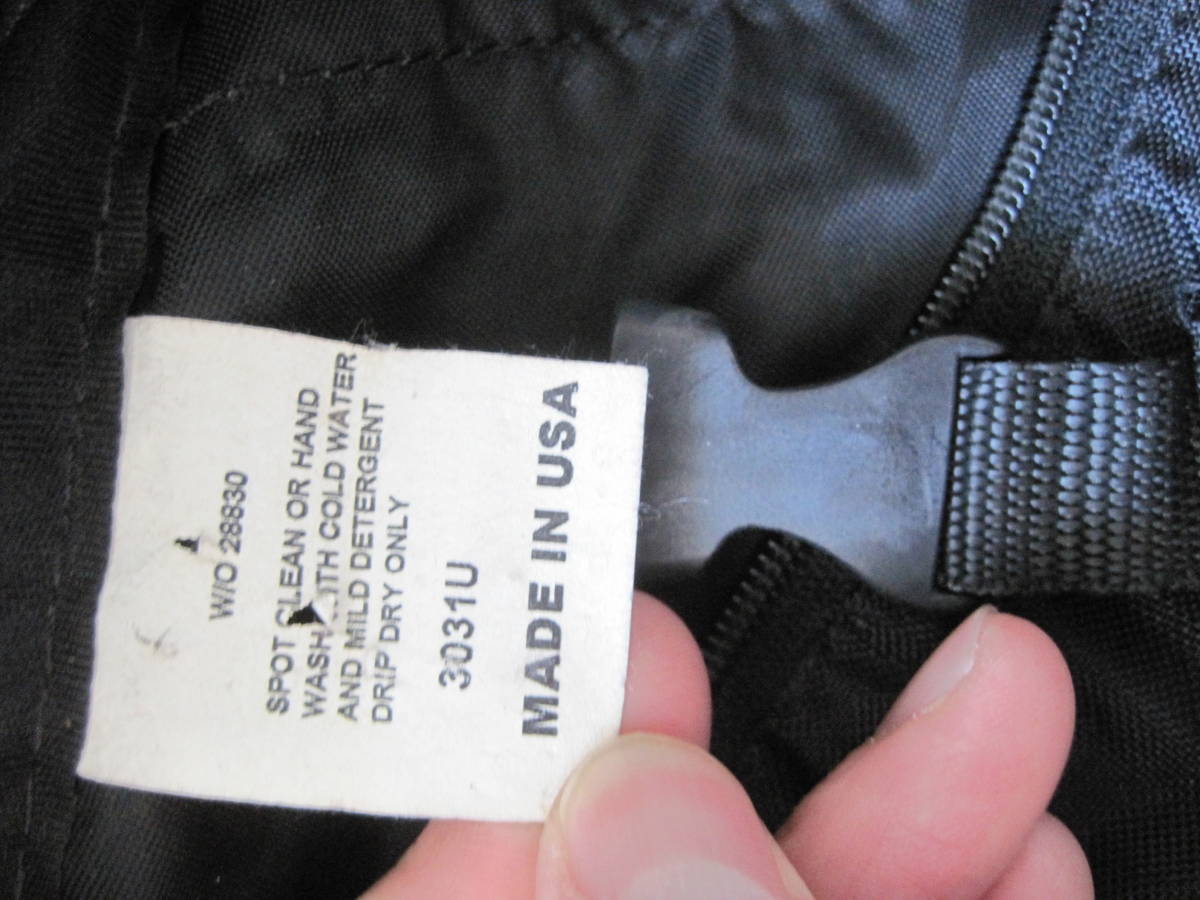 W/O 28830
SPOT CLEAN OR HAND
WASH WITH COLD WATER
AND MILD DETERGENT
DRIP DRY ONLY
3031U
MADE IN USA